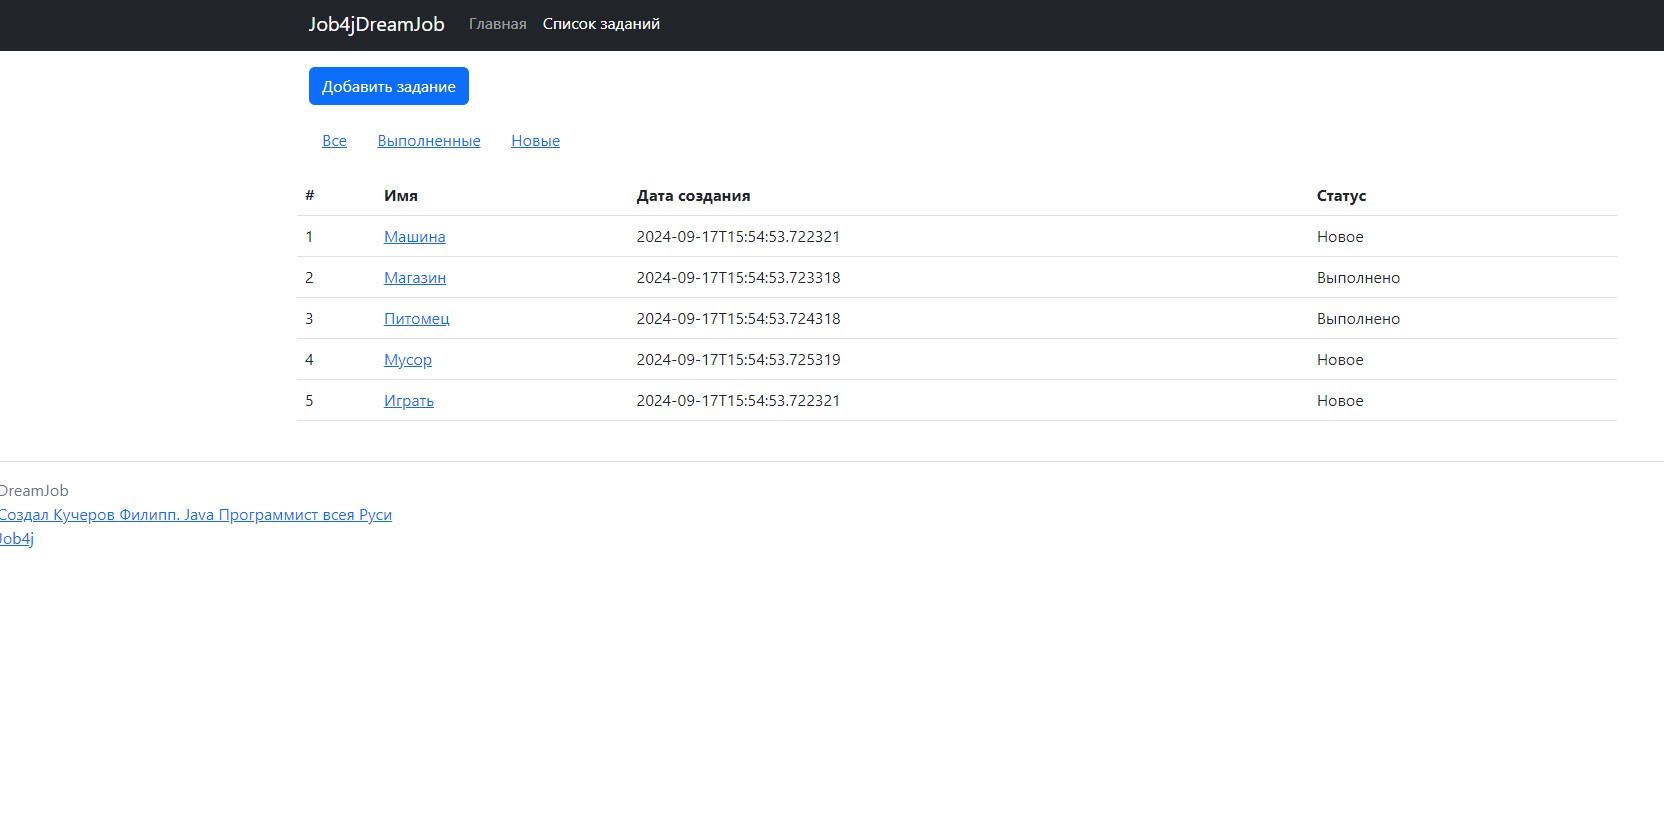 Job4jDreamJob Главная Список заданий
Добавить задание
Все Выполненные Новые
# Имя Дата создания Статус
1 Машина 2024-09-17T15:54:53.722321 Новое
2 Магазин 2024-09-17T15:54:53.723318 Выполнено
3 Питомец 2024-09-17T15:54:53.724318 Выполнено
4 Мусор 2024-09-17T15:54:53.725319 Новое
5 Играть 2024-09-17T15:54:53.722321 Новое
DreamJob
Создал Кучеров Филипп. Java Программист всея Руси
Job4j